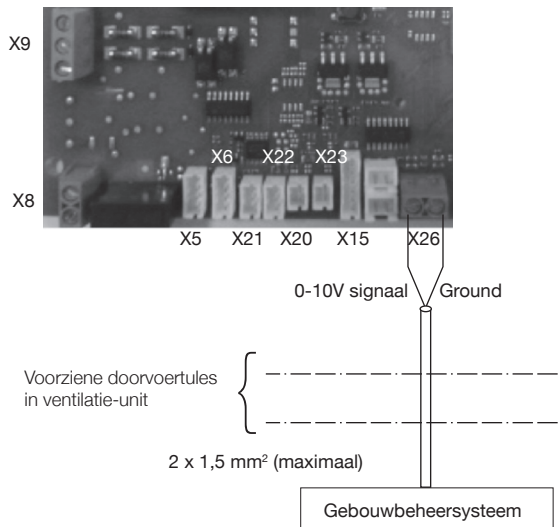 X9
X6
X22
X23
X8
X5
X21
X20
X15
X26
0-10V signaal
Ground
Voorziene doorvoertules
in ventilatie-unit
2 x 1,5 mm² (maximaal)
Gebouwbeheersysteem